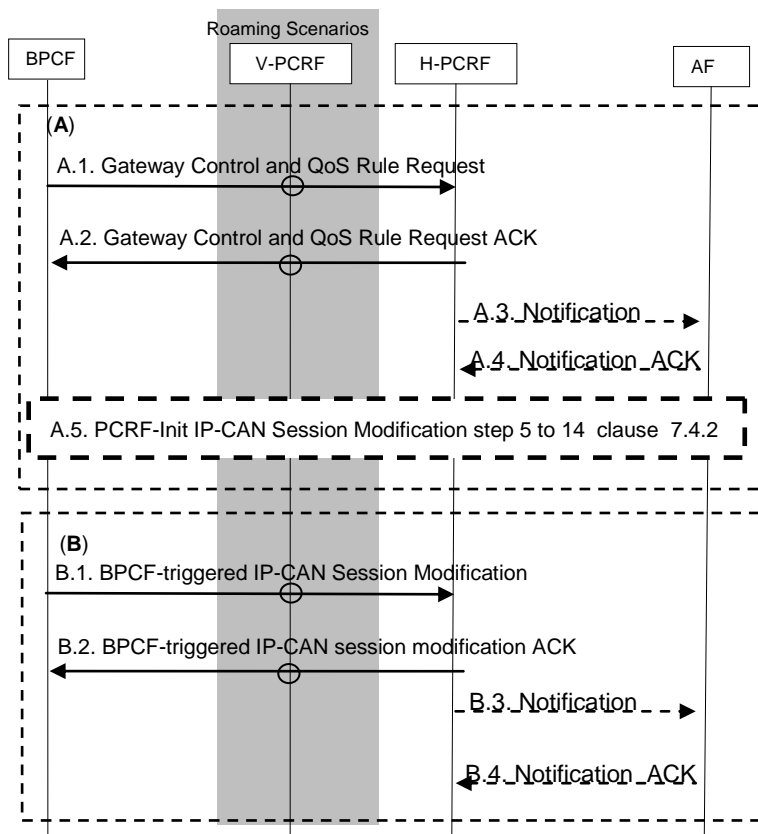 Roaming Scenarios
BPCF
V-PCRF
H-PCRF
AF
(A)
A.1. Gateway Control and QoS Rule Request
A.2. Gateway Control and QoS Rule Request ACK
A.3. Notification
A.4. Notification ACK
A.5. PCRF-Init IP-CAN Session Modification step 5 to 14 clause 7.4.2
(B)
B.1. BPCF-triggered IP-CAN Session Modification
B.2. BPCF-triggered IP-CAN session modification ACK
B.3. Notification
B.4. Notification ACK